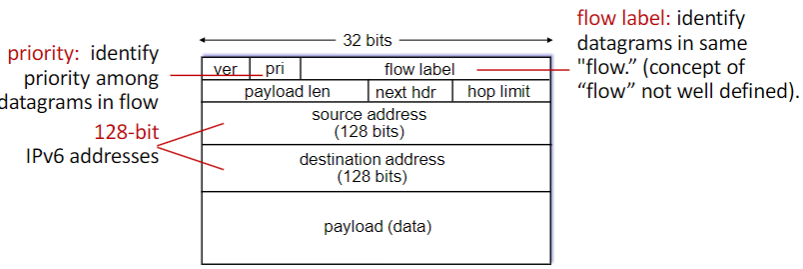 flow label: identify
datagrams in same
"flow.” (concept of
“flow” not well defined).
priority: identify
priority among
datagrams in flow
128-bit
IPv6 addresses
32 bits
ver pri flow label
payload len next hdr hop limit
source address
(128 bits)
destination address
(128 bits)
payload (data)